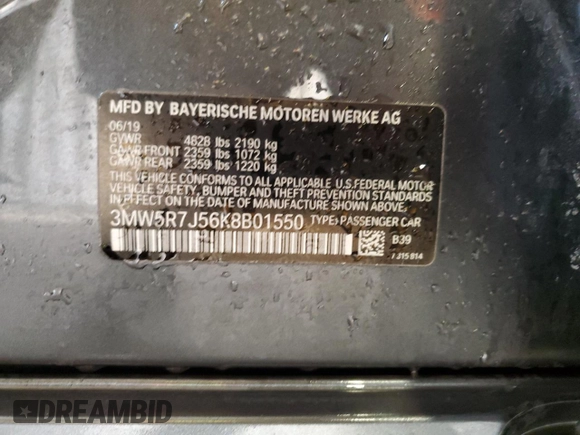 MFD BY BAYERISCHE MOTOREN WERKE AG
06/19
GVWR 4828 lbs 2190 kg
GAWR FRONT 2359 lbs 1072 kg
GAWR REAR 2359 lbs 1220 kg
THIS VEHICLE CONFORMS TO ALL APPLICABLE U.S.FEDERAL MOTOR
VEHICLE SAFETY, BUMPER, AND THEFT PREVENTION STANDARDS
IN EFFECT ON THE DATE OF MANUFACTURE SHOWN ABOVE.
3MW5R7J56K8B01550 TYPE: PASSENGER CAR
B39
J15 814
DREAMBID